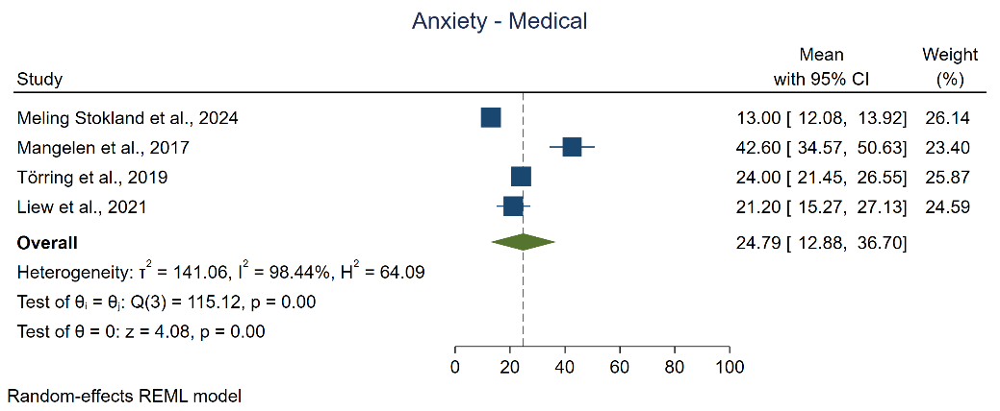 Anxiety - Medical
Mean Weight
Study with 95% CI (%)
Meling Stokland et al., 2024 13.00 [ 12.08, 13.92] 26.14
Mangelen et al., 2017 42.60 [ 34.57, 50.63] 23.40
Törring et al., 2019 24.00 [ 21.45, 26.55] 25.87
Liew et al., 2021 21.20 [ 15.27, 27.13] 24.59
Overall 24.79 [ 12.88, 36.70]
Heterogeneity: τ² = 141.06, I² = 98.44%, H² = 64.09
Test of θᵢ = θⱼ: Q(3) = 115.12, p = 0.00
Test of θ = 0: z = 4.08, p = 0.00
0 20 40 60 80 100
Random-effects REML model